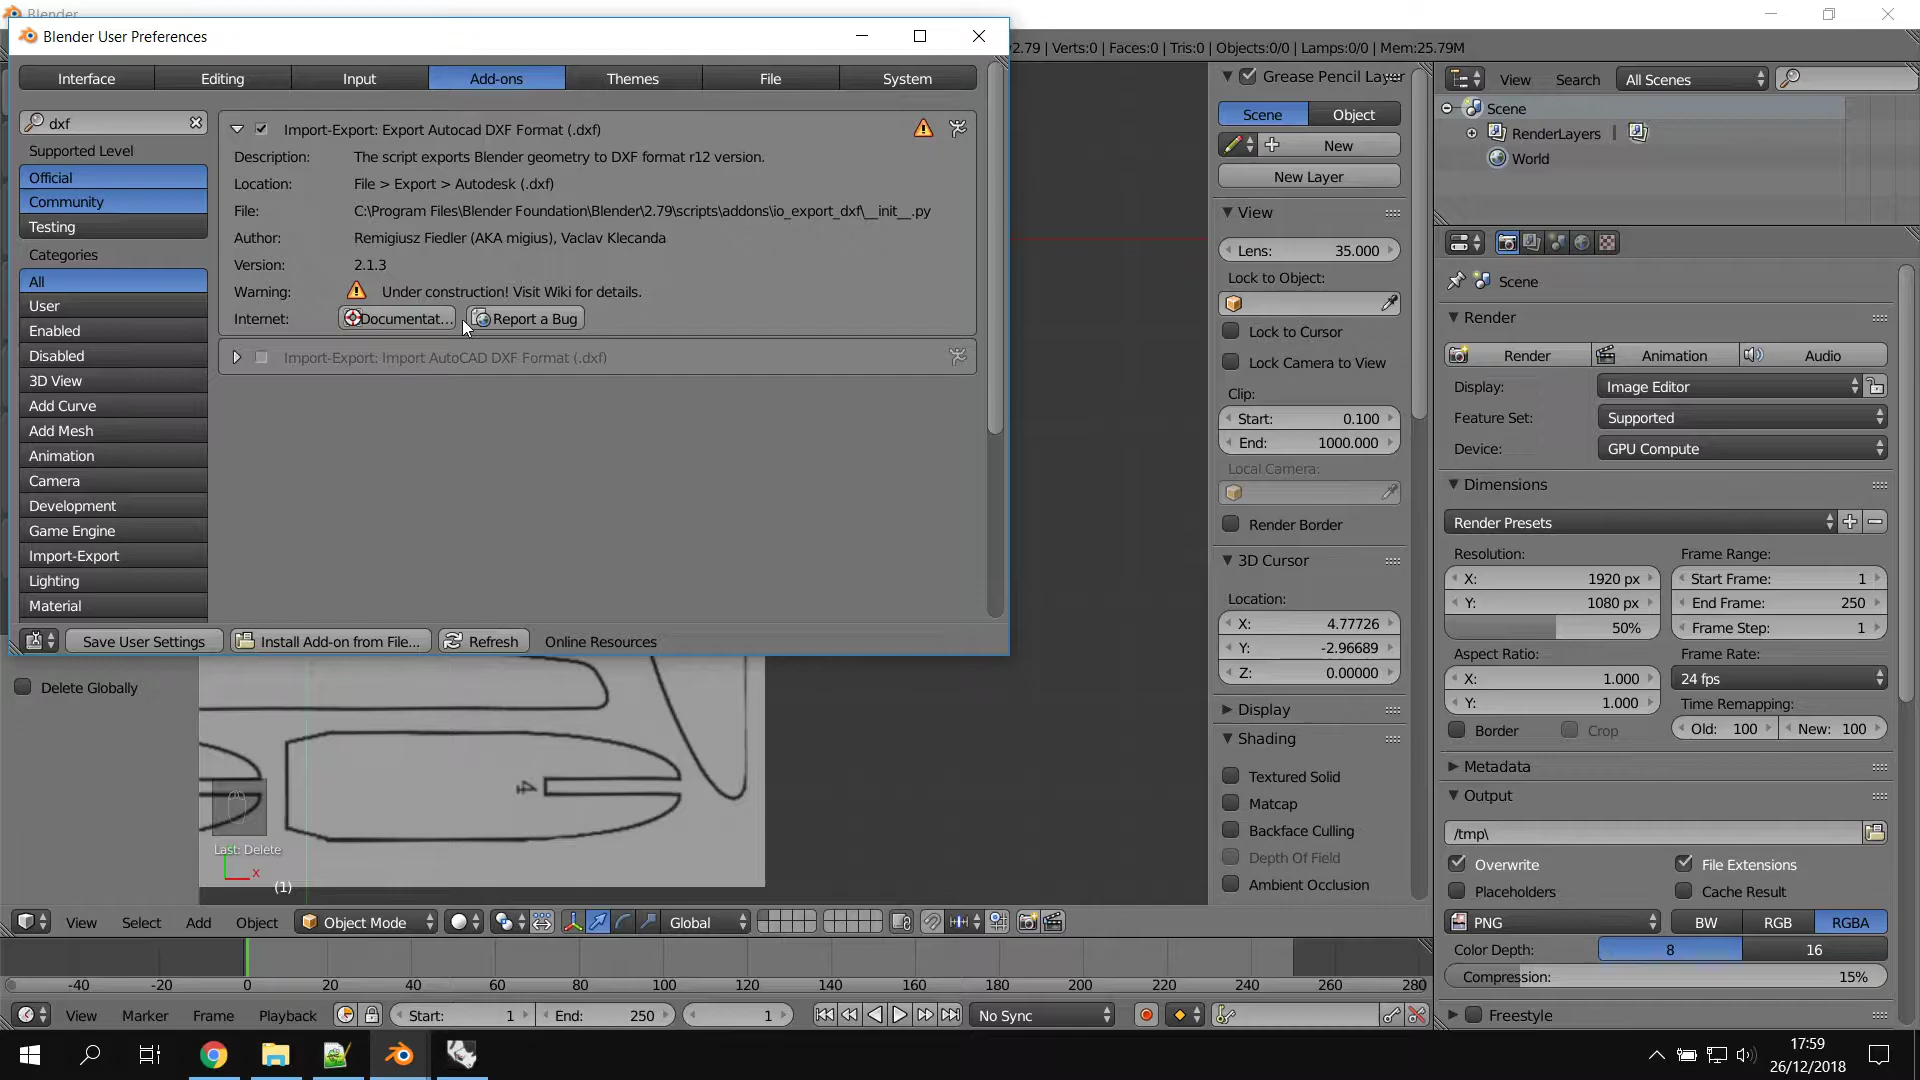 Blender
Blender User Preferences
v2.79 | Verts:0 | Faces:0 | Tris:0 | Objects:0/0 | Lamps:0/0 | Mem:25.79M
Interface
Editing
Input
Add-ons
Themes
File
System
dxf
Supported Level
Official
Community
Testing
Categories
All
User
Enabled
Disabled
3D View
Add Curve
Add Mesh
Animation
Camera
Development
Game Engine
Import-Export
Lighting
Material
Import-Export: Export Autocad DXF Format (.dxf)
Description: The script exports Blender geometry to DXF format r12 version.
Location: File > Export > Autodesk (.dxf)
File: C:\Program Files\Blender Foundation\Blender\2.79\scripts\addons\io_export_dxf\__init__.py
Author: Remigiusz Fiedler (AKA migius), Vaclav Klecanda
Version: 2.1.3
Warning: Under construction! Visit Wiki for details.
Internet: Documentat... Report a Bug
Import-Export: Import AutoCAD DXF Format (.dxf)
Save User Settings
Install Add-on from File...
Refresh
Online Resources
Delete Globally
4
Last: Delete
x
(1)
Grease Pencil Layer
Scene Object
New
New Layer
View
Lens: 35.000
Lock to Object:
Lock to Cursor
Lock Camera to View
Clip:
Start: 0.100
End: 1000.000
Local Camera:
Render Border
3D Cursor
Location:
X: 4.77726
Y: -2.96689
Z: 0.00000
Display
Shading
Textured Solid
Matcap
Backface Culling
Depth Of Field
Ambient Occlusion
View Search All Scenes
Scene
RenderLayers |
World
Scene
Render
Render Animation Audio
Display: Image Editor
Feature Set: Supported
Device: GPU Compute
Dimensions
Render Presets
Resolution: Frame Range:
X: 1920 px Start Frame: 1
Y: 1080 px End Frame: 250
50% Frame Step: 1
Aspect Ratio: Frame Rate:
X: 1.000 24 fps
Y: 1.000 Time Remapping:
Border Crop Old: 100 New: 100
Metadata
Output
/tmp\
Overwrite File Extensions
Placeholders Cache Result
PNG BW RGB RGBA
Color Depth: 8 16
Compression: 15%
Freestyle
View Select Add Object Object Mode Global
-40 -20 0 20 40 60 80 100 120 140 160 180 200 220 240 260 280
View Marker Frame Playback Start: 1 End: 250 1 No Sync
17:59
26/12/2018